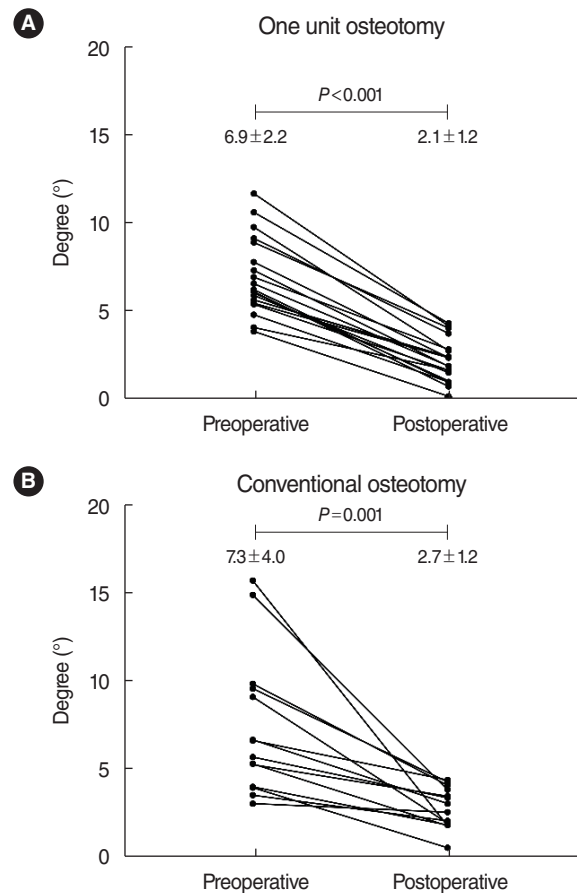 A
One unit osteotomy
20
P<0.001
15
6.9±2.2
2.1±1.2
Degree (°)
10
5
0
Preoperative
Postoperative
B
Conventional osteotomy
20
P=0.001
7.3±4.0
2.7±1.2
15
Degree (°)
10
5
0
Preoperative
Postoperative